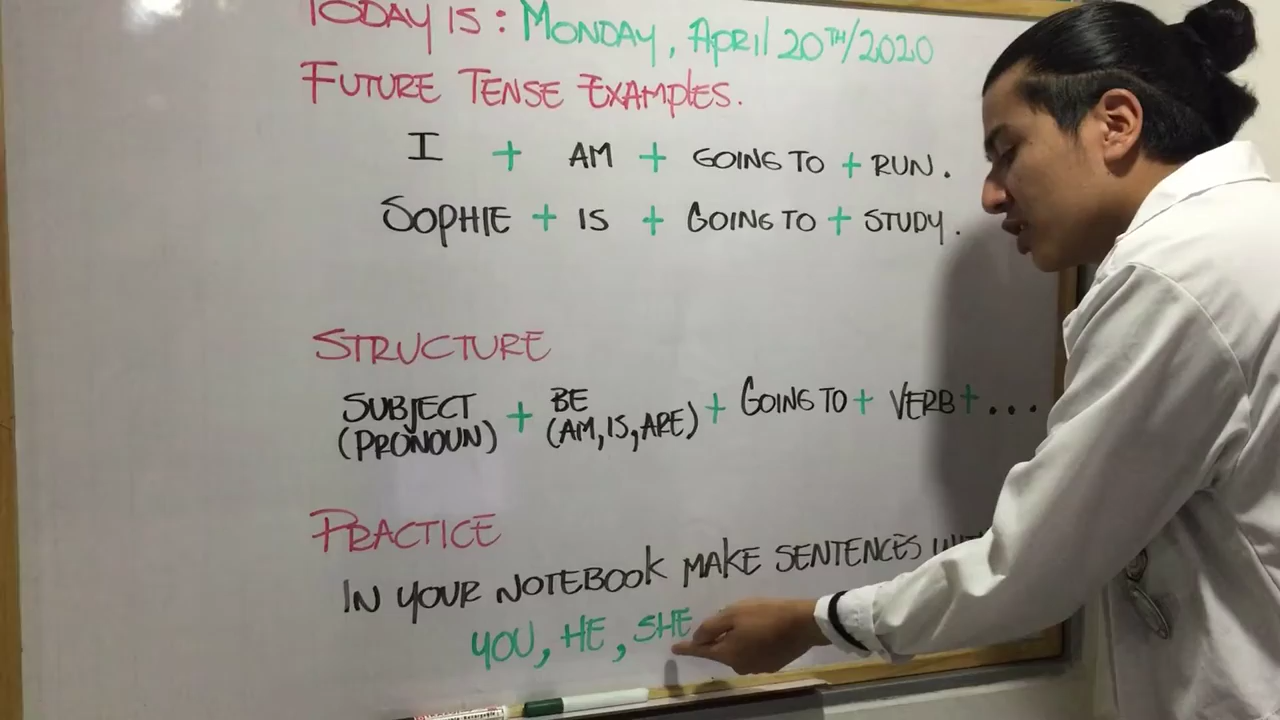 TODAY IS: MONDAY, April 20TH/2020
FUTURE TENSE EXAMPlES.
I + AM + GOING TO + RUN.
SOPHIE + IS + GOING TO + STUDY.
STRUCTURE
SUBJECT + BE + GOING TO + VERB + ...
(PRONOUN) (AM, IS, ARE)
PRACTICE
IN YOUR NOTEBOOk MAKE SENTENCES
YOU, HE, SHE